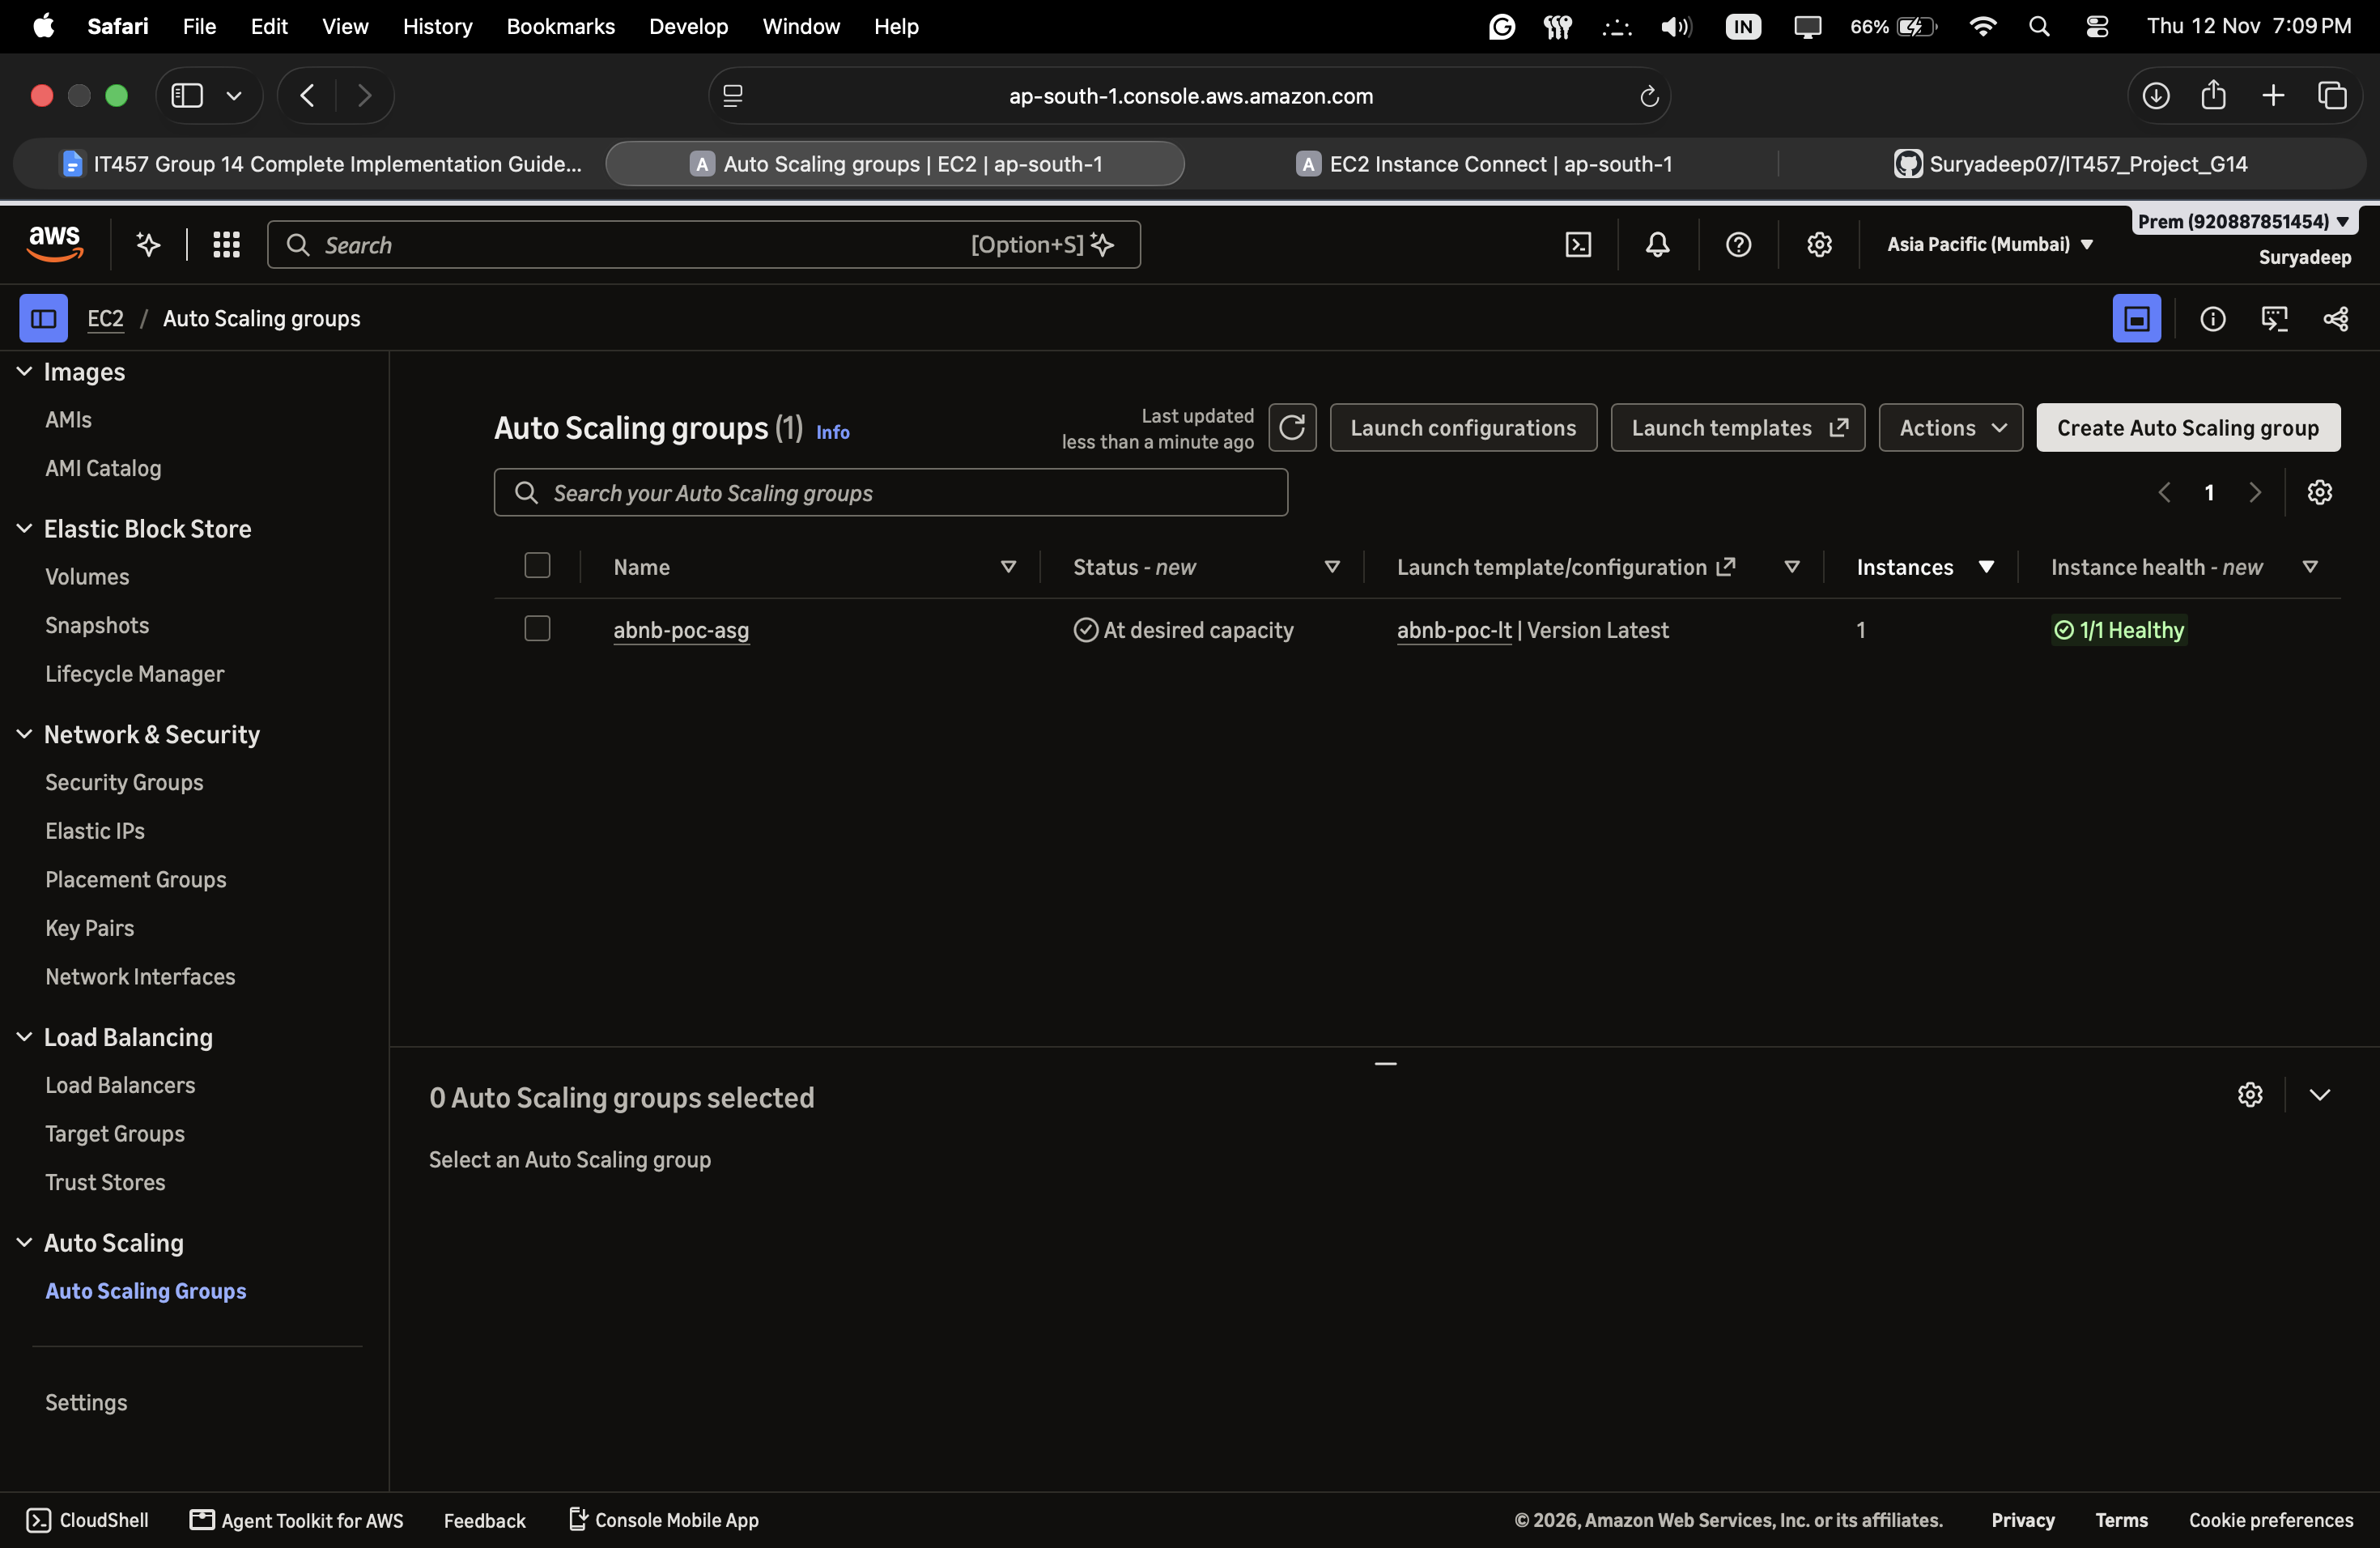 Safari File Edit View History Bookmarks Develop Window Help IN 66% Thu 12 Nov 7:09 PM
ap-south-1.console.aws.amazon.com
IT457 Group 14 Complete Implementation Guide... A Auto Scaling groups | EC2 | ap-south-1 A EC2 Instance Connect | ap-south-1 Suryadeep07/IT457_Project_G14
aws Search [Option+S] Asia Pacific (Mumbai) Prem (920887851454)
Suryadeep
EC2 / Auto Scaling groups
Images
AMIs
AMI Catalog
Elastic Block Store
Volumes
Snapshots
Lifecycle Manager
Network & Security
Security Groups
Elastic IPs
Placement Groups
Key Pairs
Network Interfaces
Load Balancing
Load Balancers
Target Groups
Trust Stores
Auto Scaling
Auto Scaling Groups
Settings
Auto Scaling groups (1) Info
Last updated
less than a minute ago
Launch configurations Launch templates Actions Create Auto Scaling group
Search your Auto Scaling groups
1
Name Status - new Launch template/configuration Instances Instance health - new
abnb-poc-asg At desired capacity abnb-poc-lt | Version Latest 1 1/1 Healthy
0 Auto Scaling groups selected
Select an Auto Scaling group
CloudShell Agent Toolkit for AWS Feedback Console Mobile App © 2026, Amazon Web Services, Inc. or its affiliates. Privacy Terms Cookie preferences